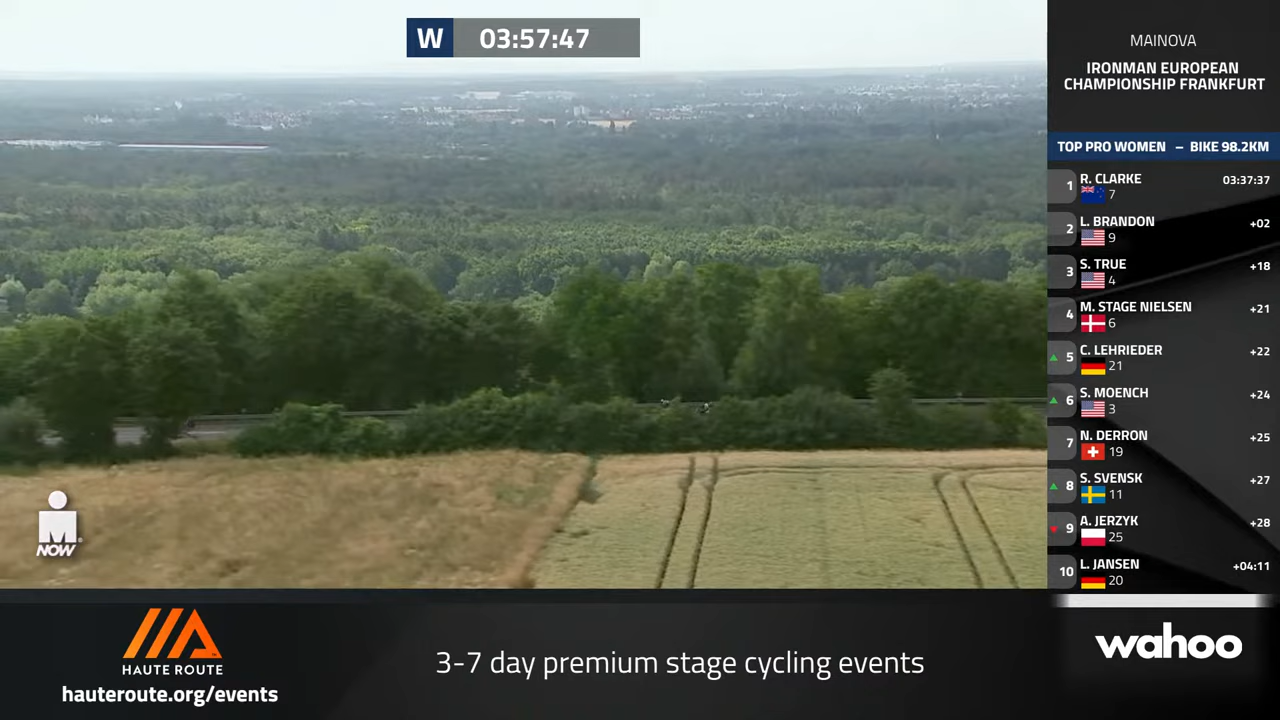 W 03:57:47
MAINOVA
IRONMAN EUROPEAN
CHAMPIONSHIP FRANKFURT
TOP PRO WOMEN – BIKE 98.2KM
1 R. CLARKE 7 03:37:37
2 L. BRANDON 9 +02
3 S. TRUE 4 +18
4 M. STAGE NIELSEN 6 +21
5 C. LEHRIEDER 21 +22
6 S. MOENCH 3 +24
7 N. DERRON 19 +25
8 S. SVENSK 11 +27
9 A. JERZYK 25 +28
10 L. JANSEN 20 +04:11
NOW
HAUTE ROUTE
hauteroute.org/events
3-7 day premium stage cycling events
wahoo